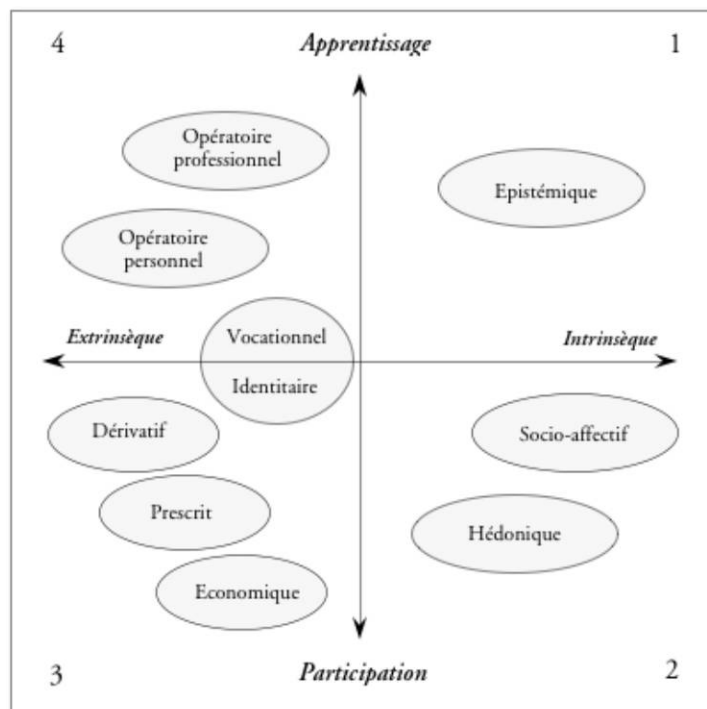 4
Apprentissage
1
Opératoire
professionnel
Epistémique
Opératoire
personnel
Extrinsèque
Vocationnel
Intrinsèque
Identitaire
Dérivatif
Socio-affectif
Prescrit
Hédonique
Economique
3
Participation
2